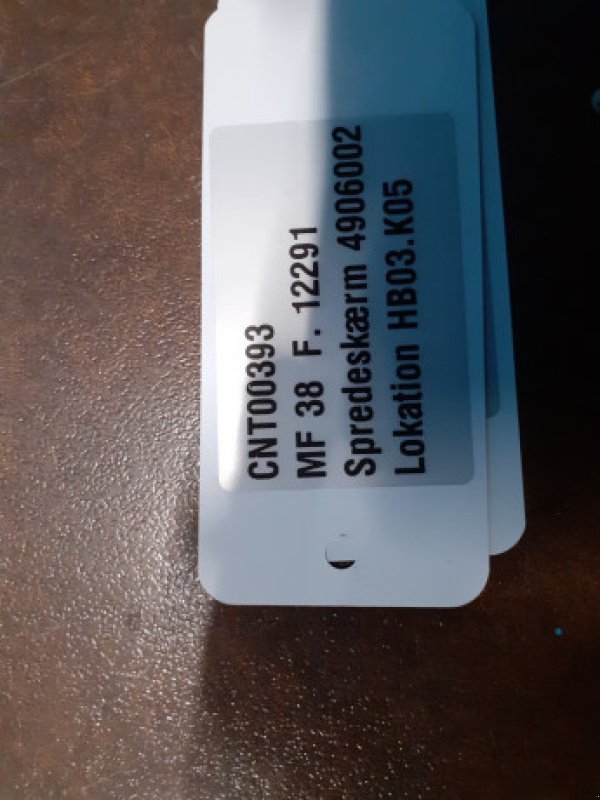 CNT00393
MF 38 F. 12291
Spredeskærm 4906002
Lokation HB03.K05